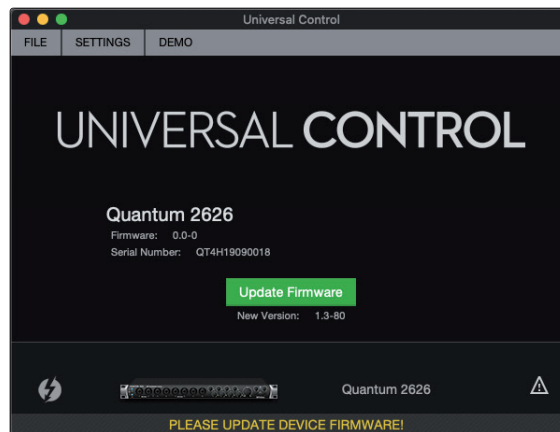 Universal Control
FILE SETTINGS DEMO
UNIVERSAL CONTROL
Quantum 2626
Firmware: 0.0-0
Serial Number: QT4H19090018
Update Firmware
New Version: 1.3-80
Quantum 2626
PLEASE UPDATE DEVICE FIRMWARE!